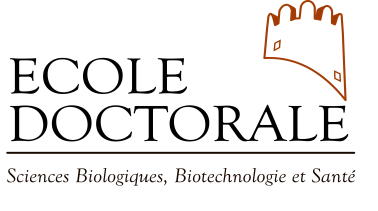 ECOLE
DOCTORALE
Sciences Biologiques, Biotechnologie et Santé